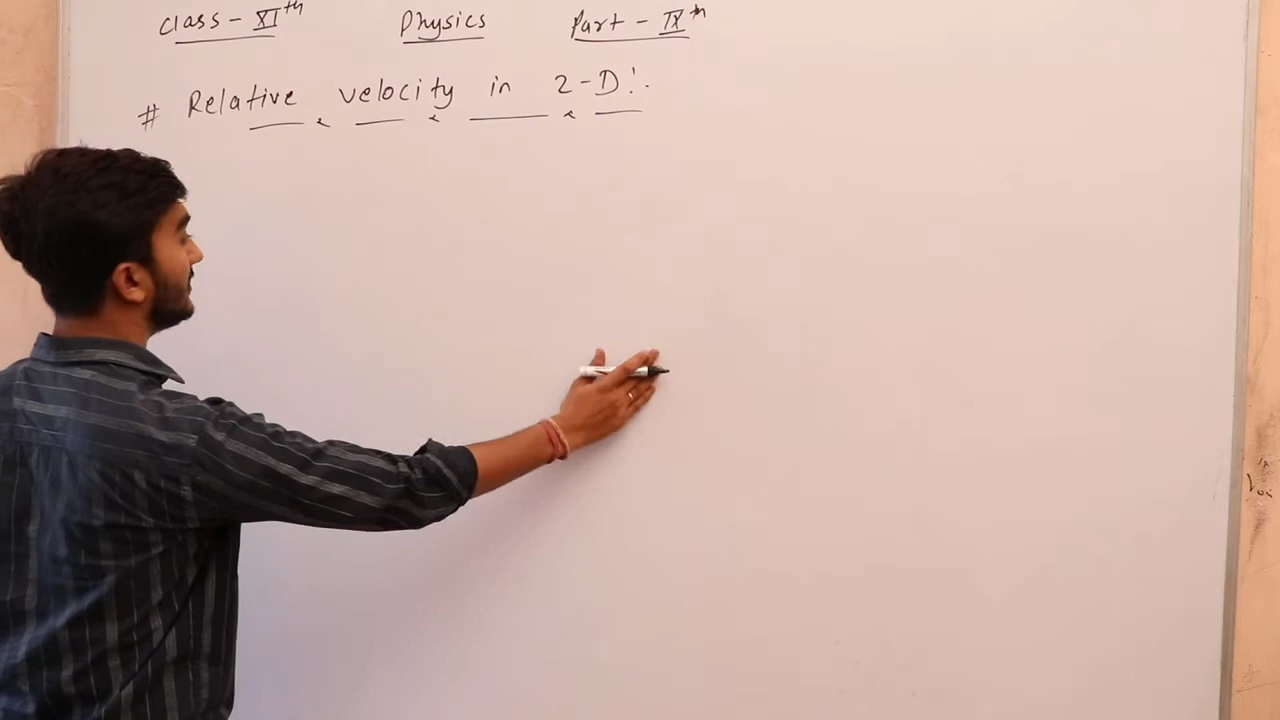 Class - XIth Physics Part - IXth
# Relative velocity in 2-D:.